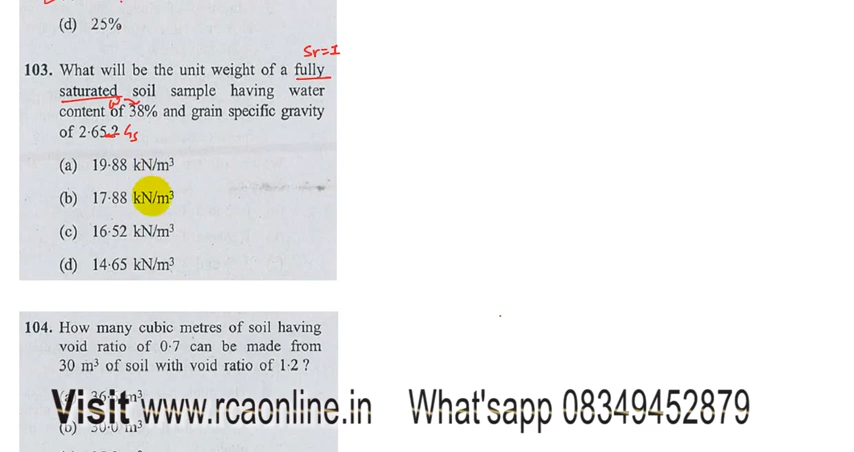 (d) 25%
Sr=1
103. What will be the unit weight of a fully
saturated soil sample having water
w
content of 38% and grain specific gravity
of 2·65 ? Gs
(a) 19·88 kN/m³
(b) 17·88 kN/m³
(c) 16·52 kN/m³
(d) 14·65 kN/m³
104. How many cubic metres of soil having
void ratio of 0·7 can be made from
30 m³ of soil with void ratio of 1·2 ?
Visit www.rcaonline.in What'sapp 08349452879
(b) 30·0 m³